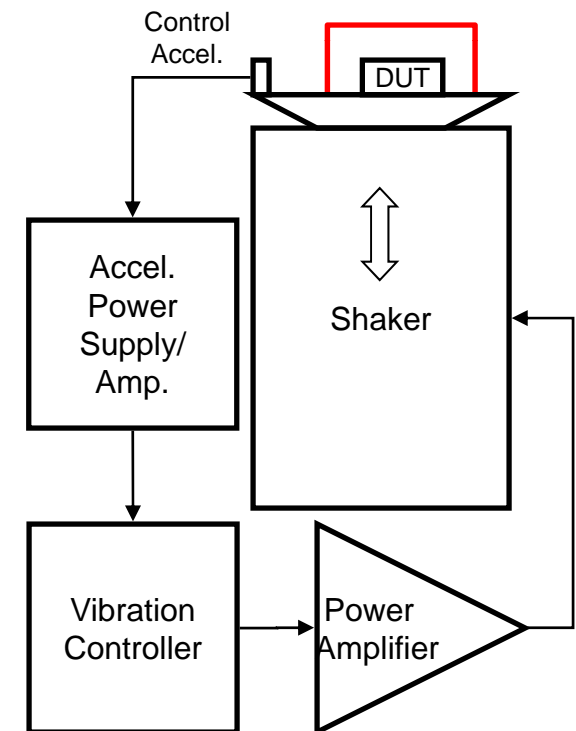 Control
Accel.
DUT
Accel.
Power
Supply/
Amp.
Shaker
Vibration
Controller
Power
Amplifier